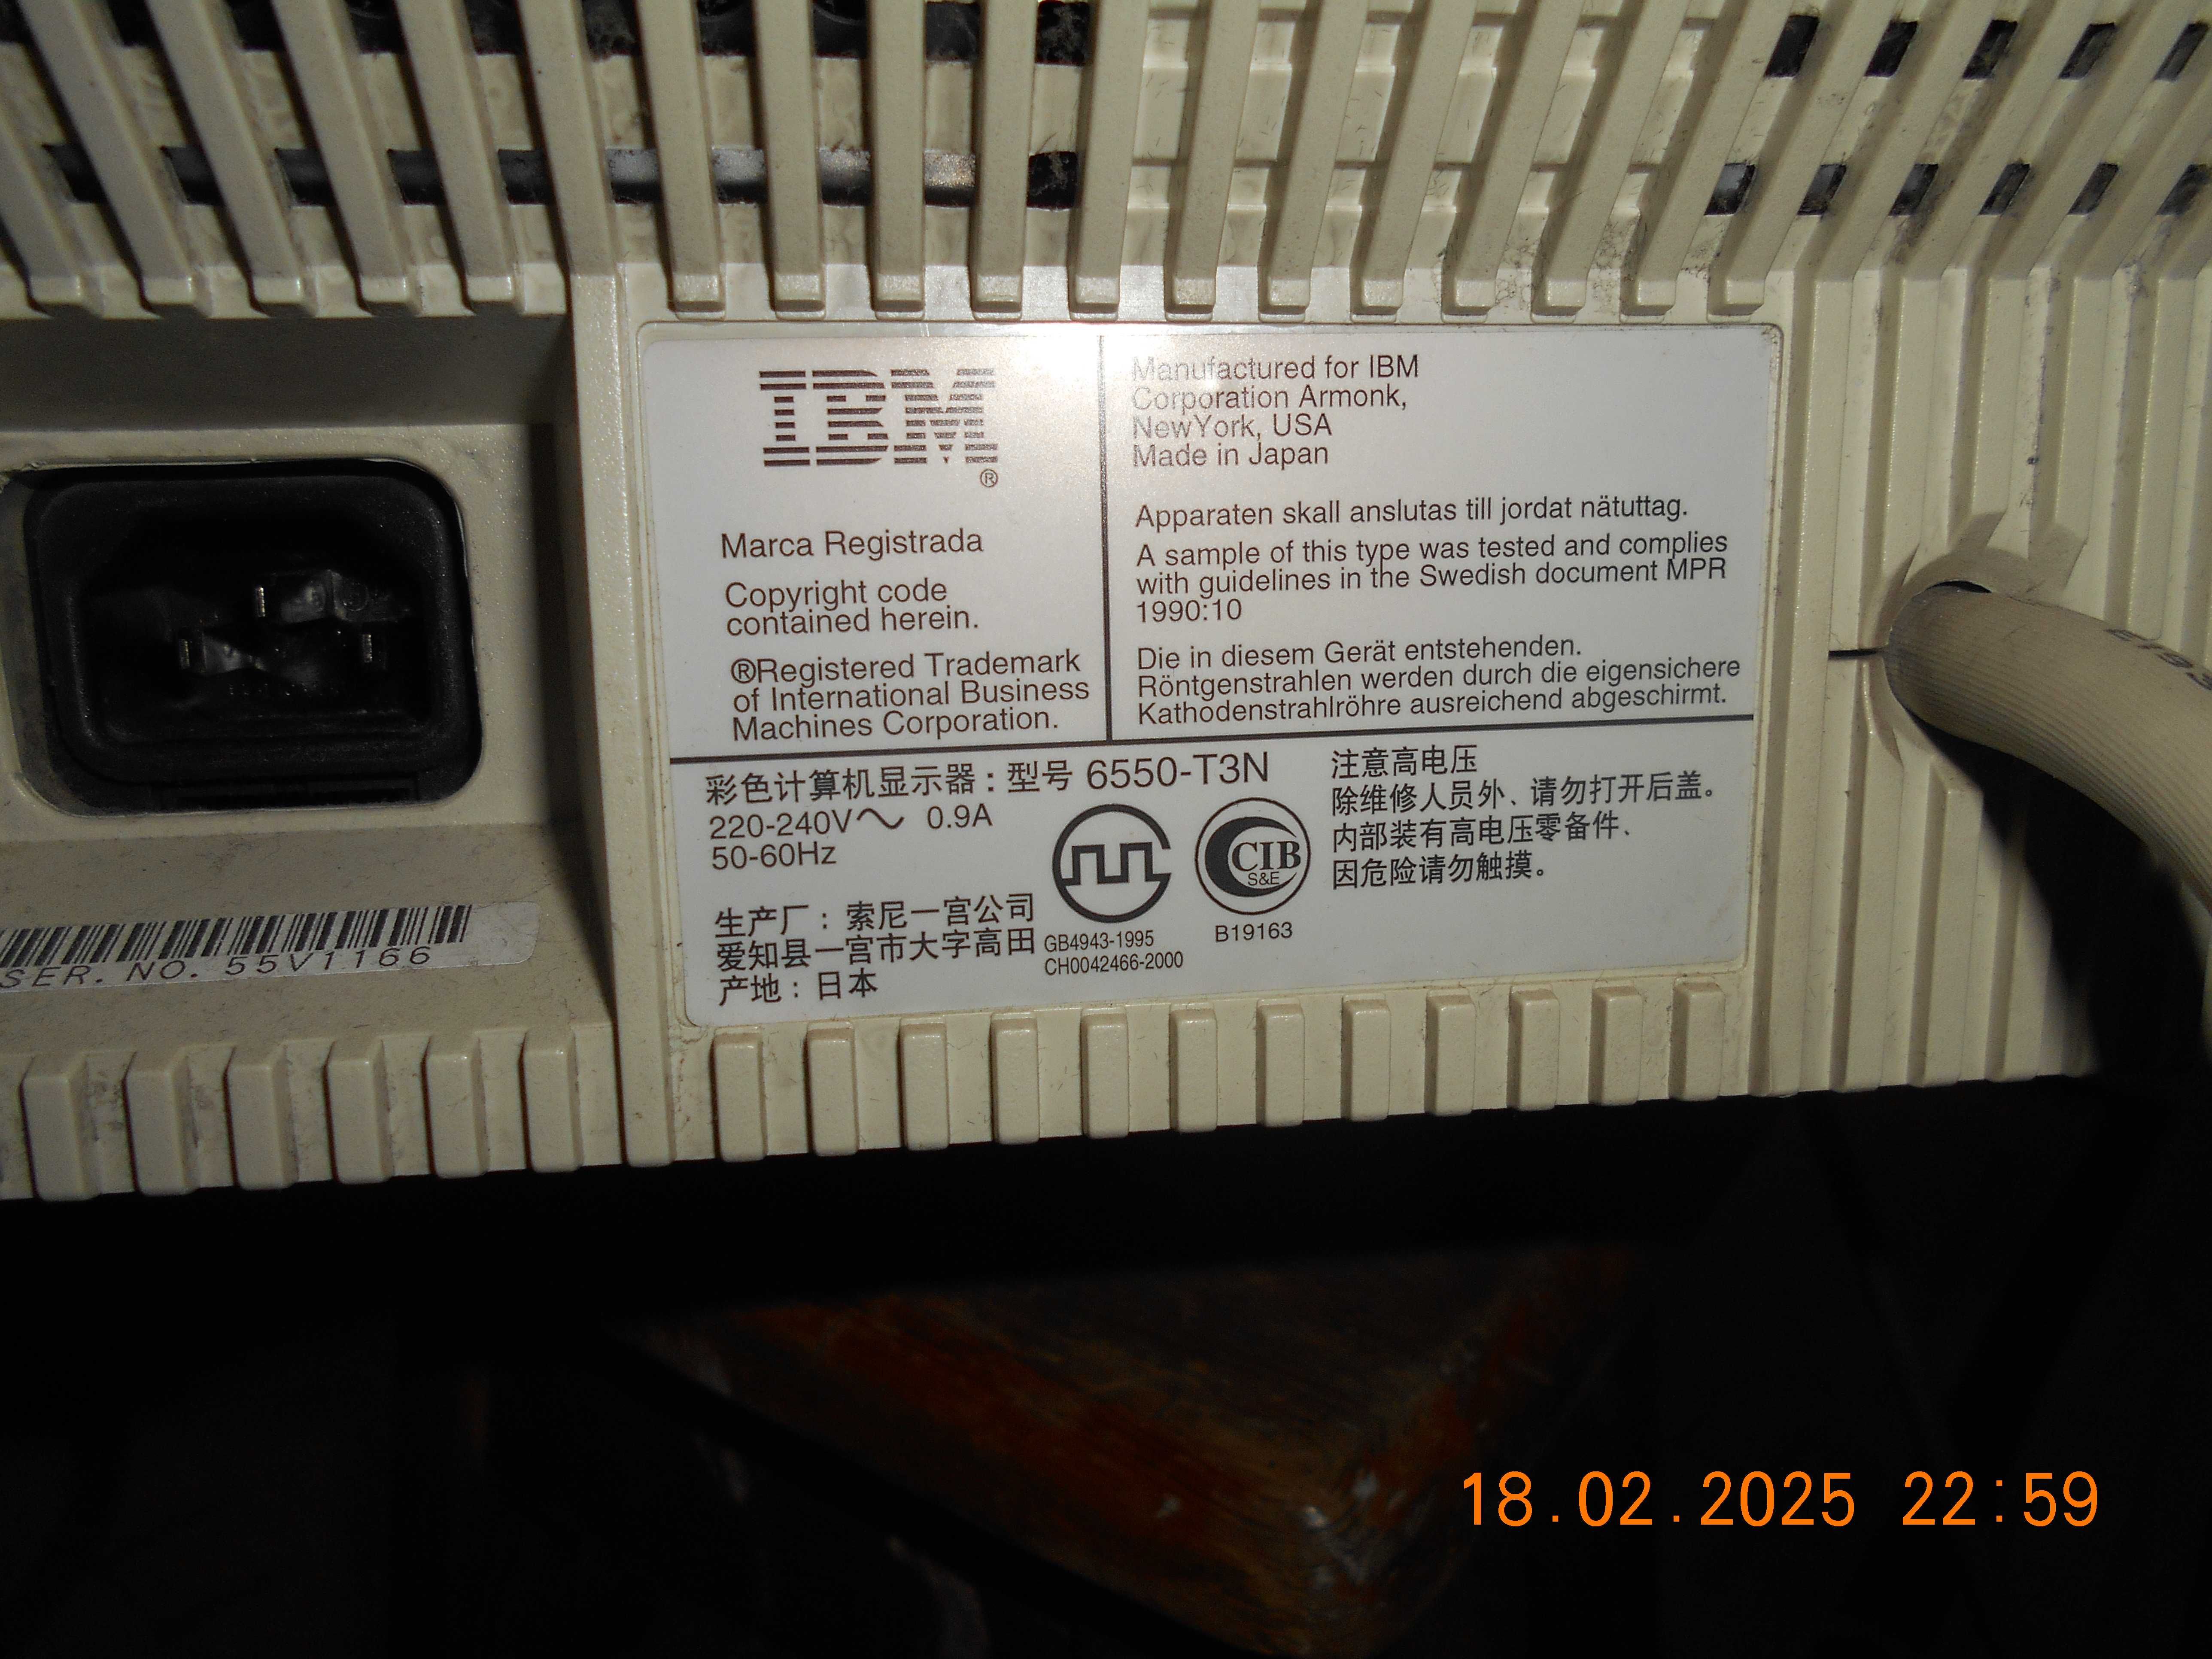 IBM
®
Marca Registrada
Copyright code
contained herein.
®Registered Trademark
of International Business
Machines Corporation.
Manufactured for IBM
Corporation Armonk,
NewYork, USA
Made in Japan
Apparaten skall anslutas till jordat nätuttag.
A sample of this type was tested and complies
with guidelines in the Swedish document MPR
1990:10
Die in diesem Gerät entstehenden.
Röntgenstrahlen werden durch die eigensichere
Kathodenstrahlröhre ausreichend abgeschirmt.
彩色计算机显示器：型号 6550-T3N
220-240V～ 0.9A
50-60Hz
生产厂：索尼一宫公司
爱知县一宫市大字高田
产地：日本
GB4943-1995
CH0042466-2000
CIB
S&E
B19163
注意高电压
除维修人员外、请勿打开后盖。
内部装有高电压零备件、
因危险请勿触摸。
SER. NO. 55V1166
18.02.2025 22:59